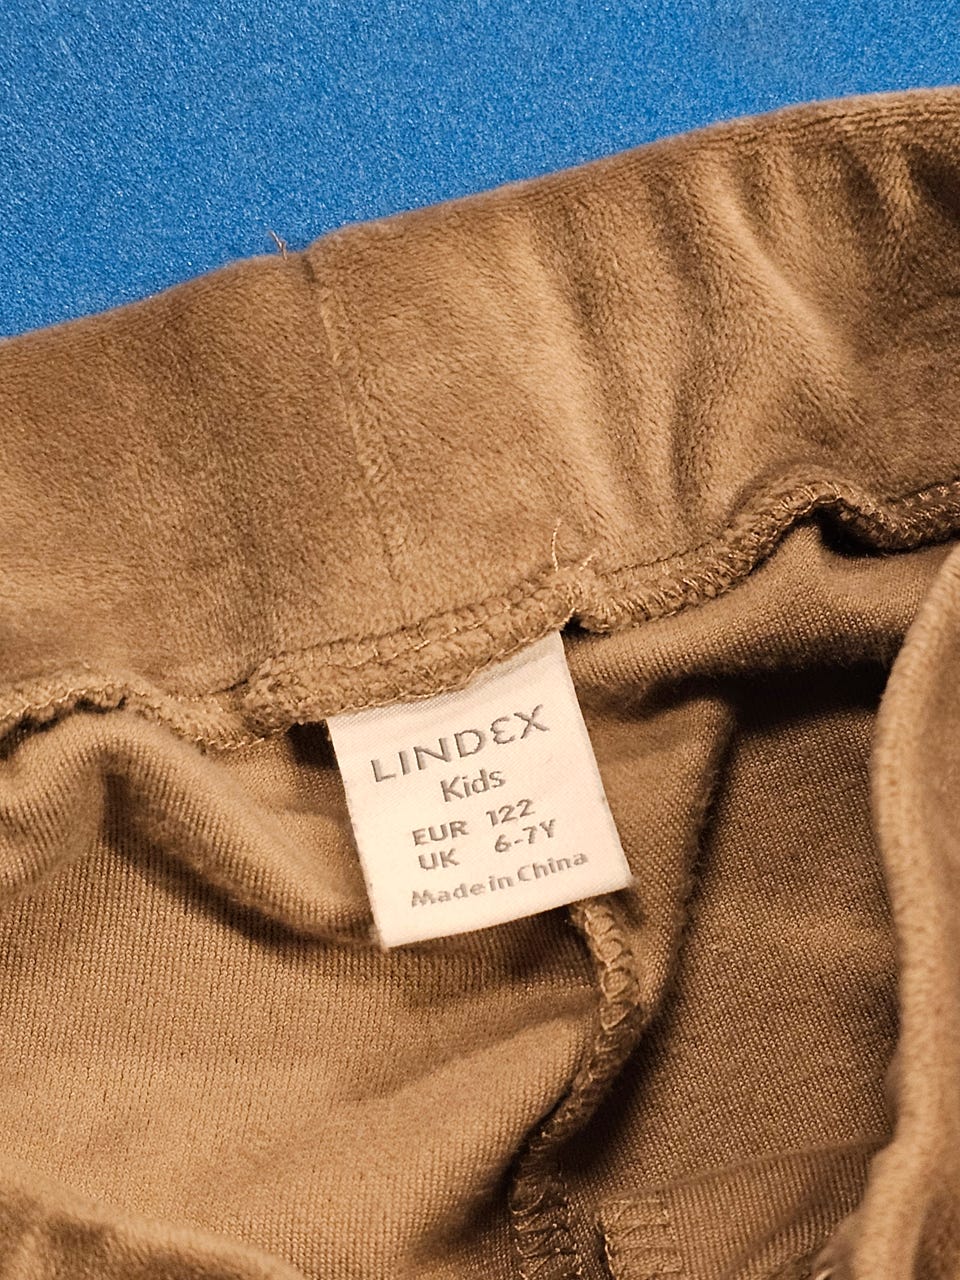 LINDEX
Kids
EUR 122
UK 6-7Y
Made in China